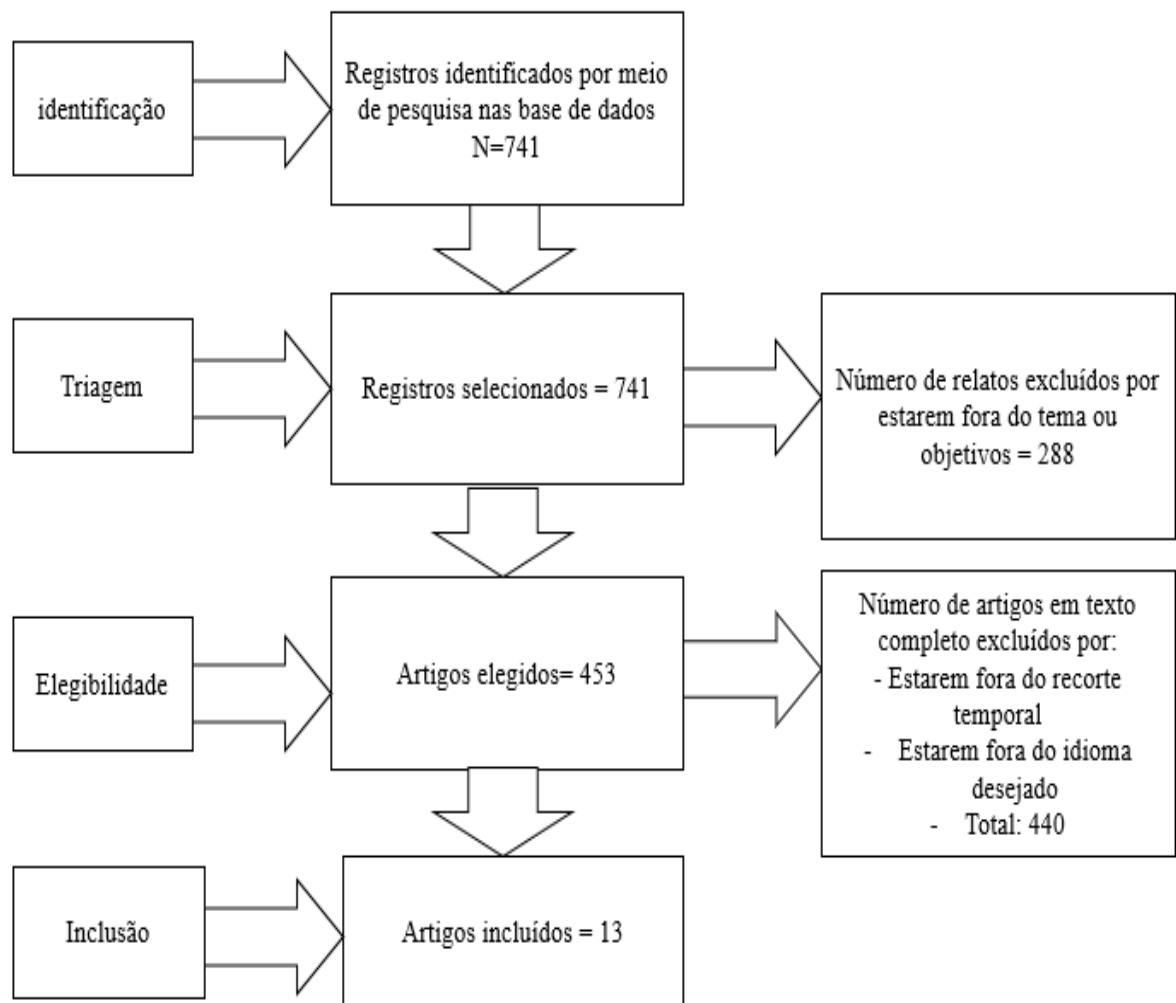 identificação
Registros identificados por meio
de pesquisa nas base de dados
N=741
Triagem
Registros selecionados = 741
Número de relatos excluídos por
estarem fora do tema ou
objetivos = 288
Elegibilidade
Artigos elegidos= 453
Número de artigos em texto
completo excluídos por:
- Estarem fora do recorte
temporal
- Estarem fora do idioma
desejado
- Total: 440
Inclusão
Artigos incluídos = 13